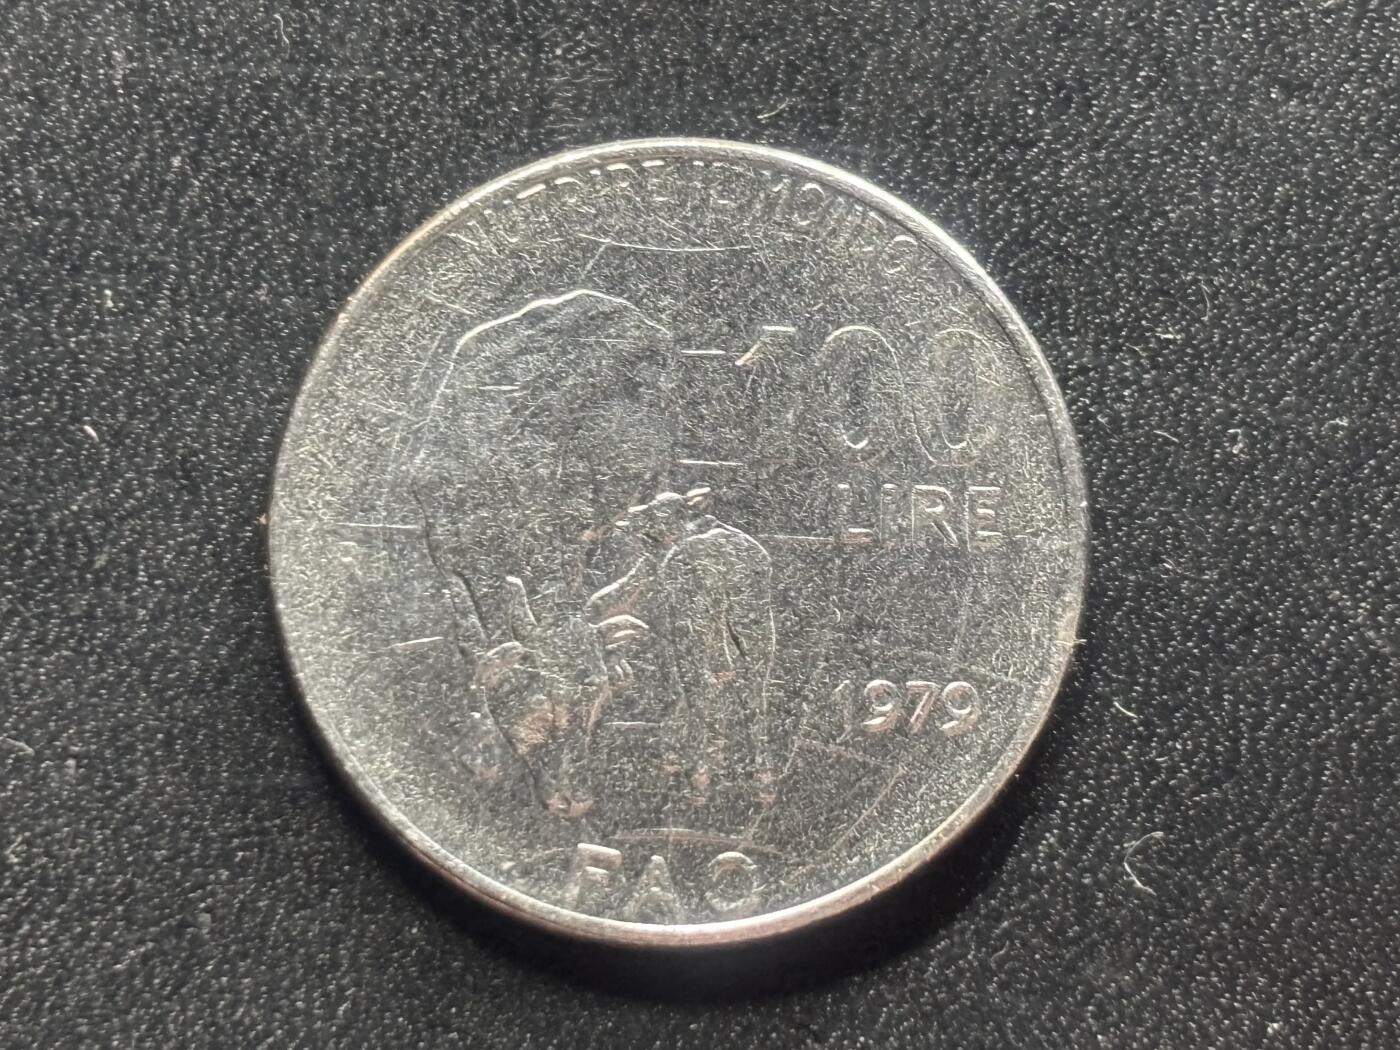 NUTRIRE IL MONDO
100
LIRE
1979
FAO